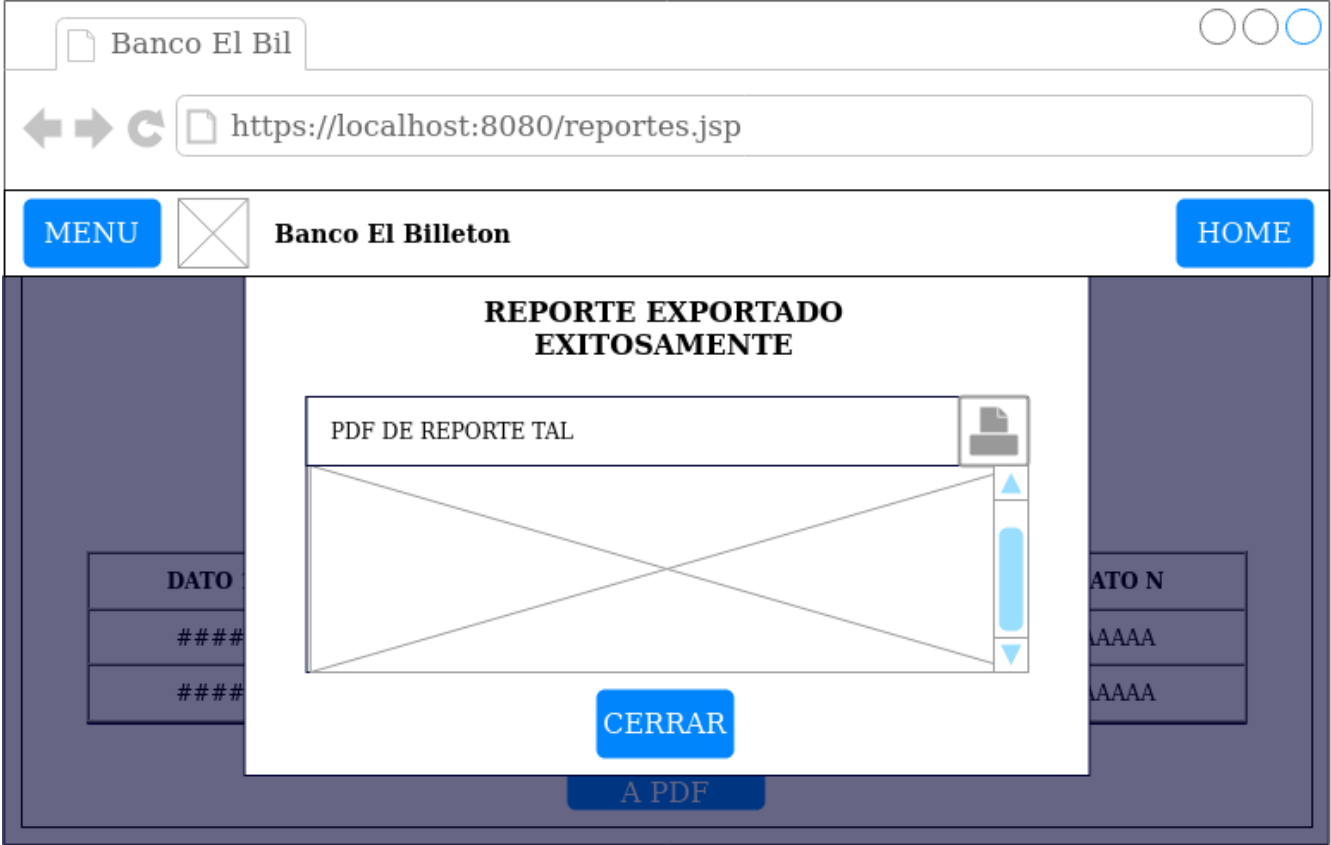 Banco El Bil
https://localhost:8080/reportes.jsp
MENU
Banco El Billeton
HOME
REPORTE EXPORTADO
EXITOSAMENTE
PDF DE REPORTE TAL
DATO
ATO N
####
AAAAA
####
AAAAA
CERRAR
A PDF